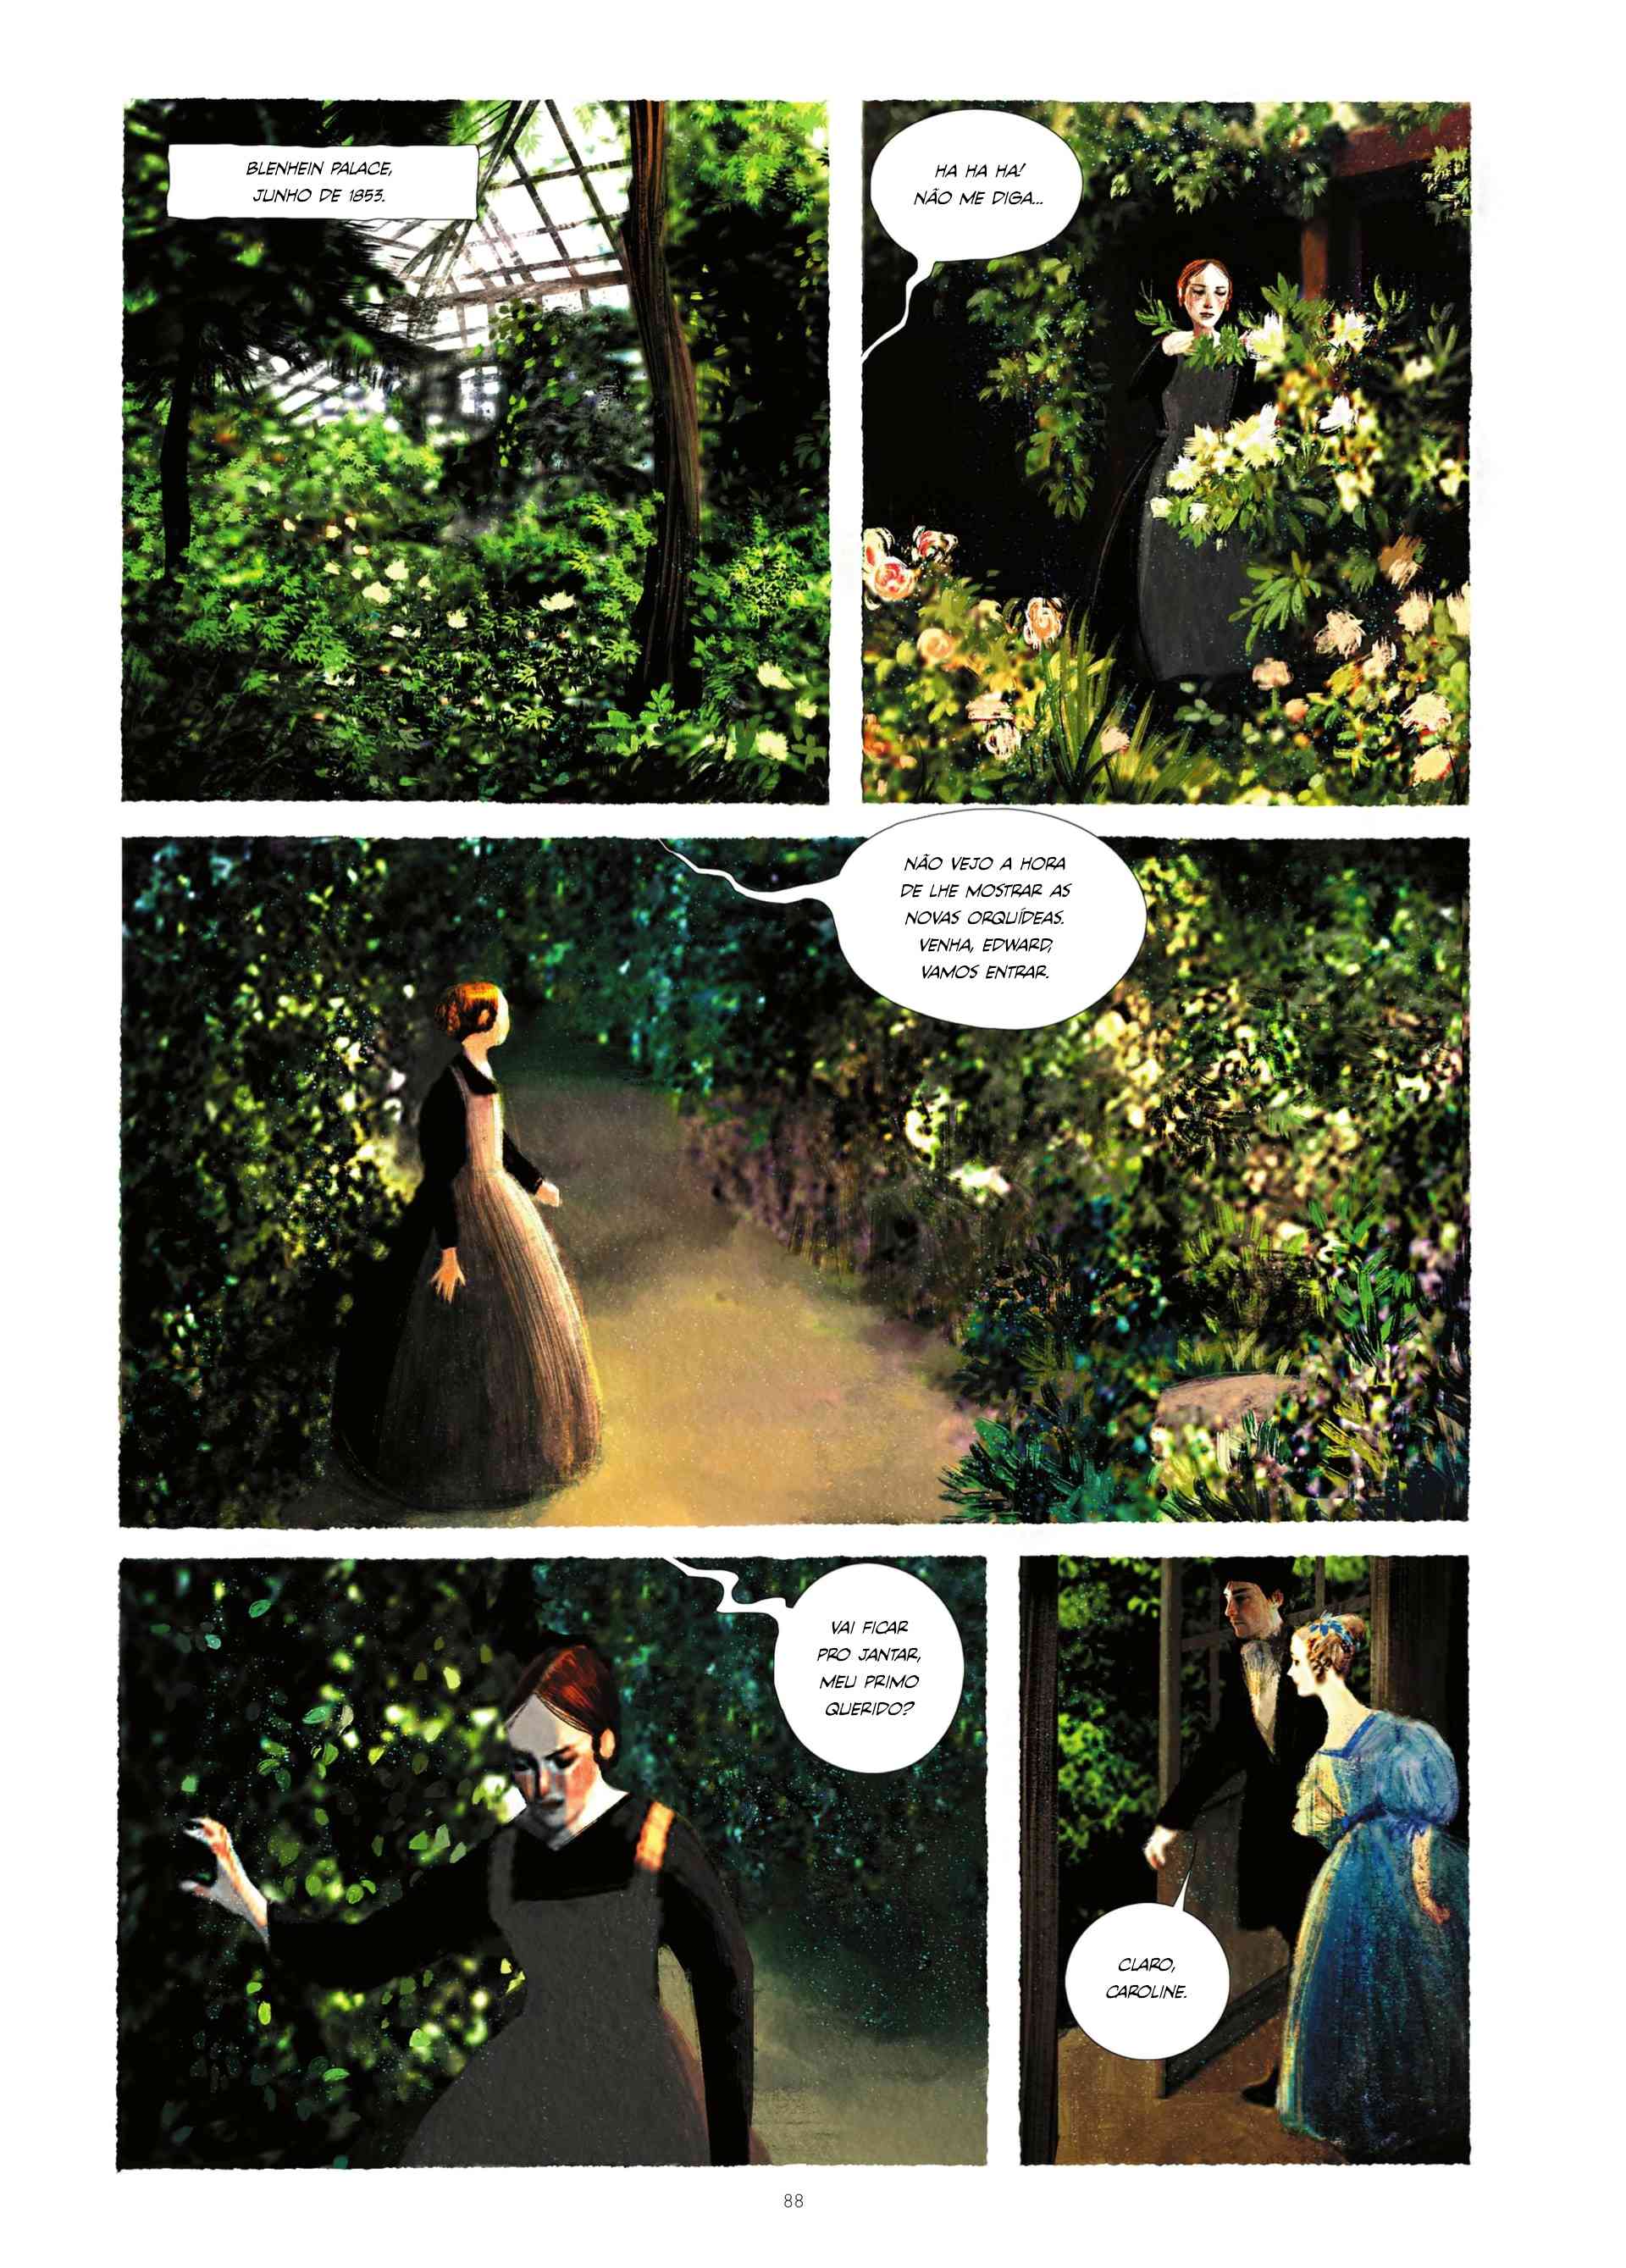 BLENHEIN PALACE,
JUNHO DE 1853.
HA HA HA!
NÃO ME DIGA...
NÃO VEJO A HORA
DE LHE MOSTRAR AS
NOVAS ORQUÍDEAS.
VENHA, EDWARD,
VAMOS ENTRAR.
VAI FICAR
PRO JANTAR,
MEU PRIMO
QUERIDO?
CLARO,
CAROLINE.
88